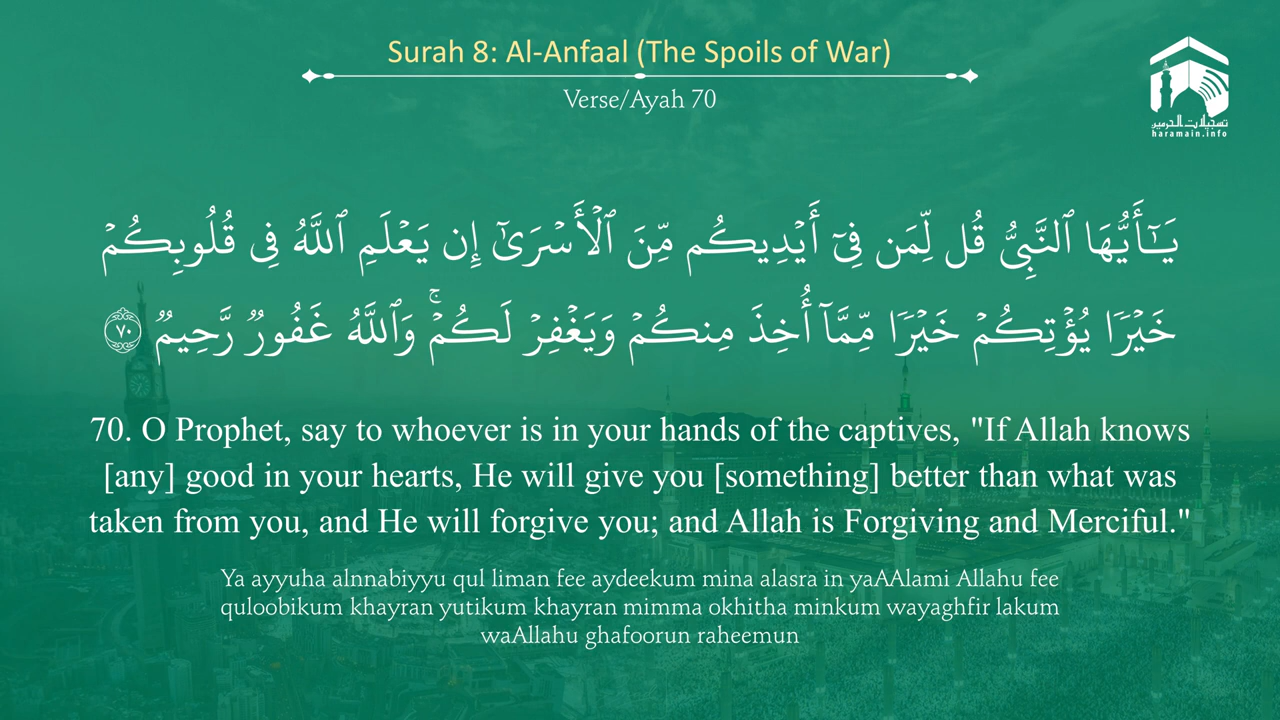 Surah 8: Al-Anfaal (The Spoils of War)
Verse/Ayah 70
تسجيلات الحرمين
haramain.info
يَـٰٓأَيُّهَا ٱلنَّبِىُّ قُل لِّمَن فِىٓ أَيْدِيكُم مِّنَ ٱلْأَسْرَىٰٓ إِن يَعْلَمِ ٱللَّهُ فِى قُلُوبِكُمْ
خَيْرًا يُؤْتِكُمْ خَيْرًا مِّمَّآ أُخِذَ مِنكُمْ وَيَغْفِرْ لَكُمْ ۗ وَٱللَّهُ غَفُورٌ رَّحِيمٌ ٧٠
70. O Prophet, say to whoever is in your hands of the captives, "If Allah knows
[any] good in your hearts, He will give you [something] better than what was
taken from you, and He will forgive you; and Allah is Forgiving and Merciful."
Ya ayyuha alnnabiyyu qul liman fee aydeekum mina alasra in yaAAlami Allahu fee
quloobikum khayran yutikum khayran mimma okhitha minkum wayaghfir lakum
waAllahu ghafoorun raheemun